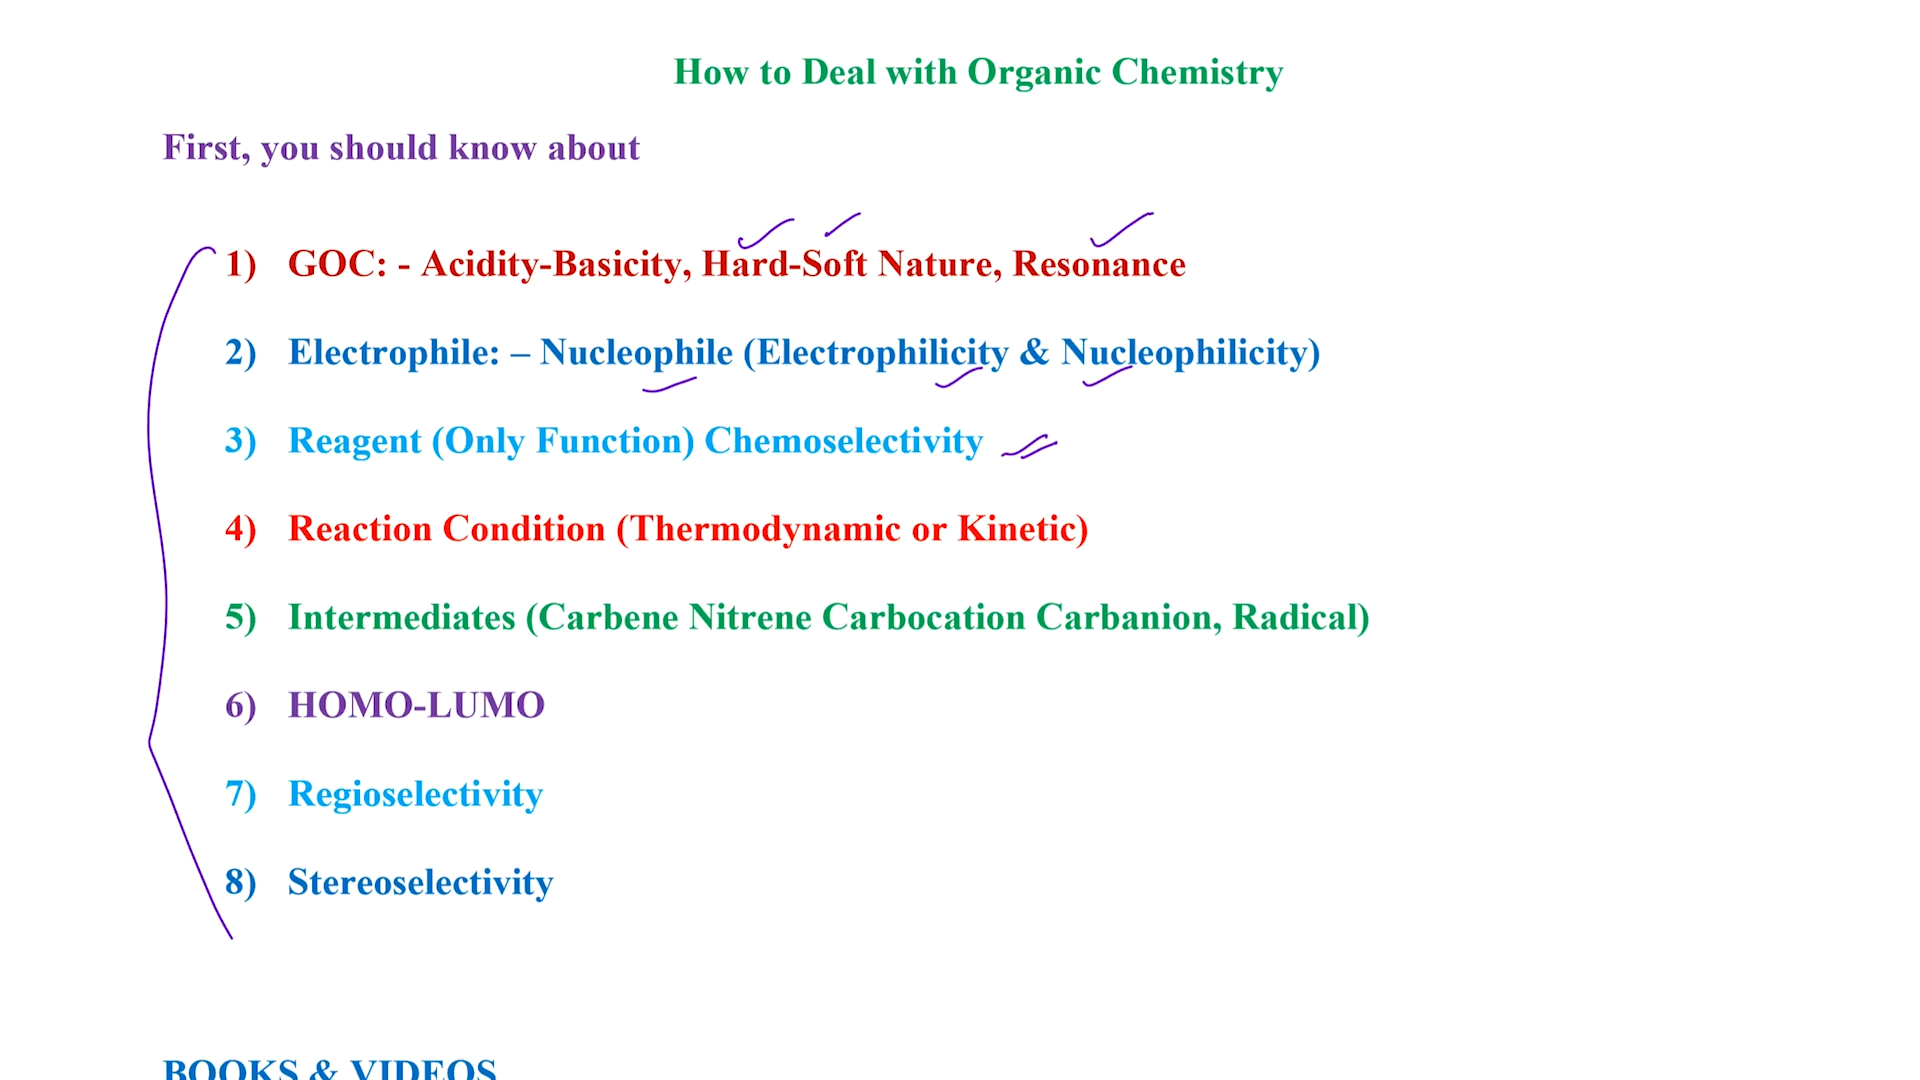 How to Deal with Organic Chemistry
First, you should know about
1) GOC: - Acidity-Basicity, Hard-Soft Nature, Resonance
2) Electrophile: – Nucleophile (Electrophilicity & Nucleophilicity)
3) Reagent (Only Function) Chemoselectivity
4) Reaction Condition (Thermodynamic or Kinetic)
5) Intermediates (Carbene Nitrene Carbocation Carbanion, Radical)
6) HOMO-LUMO
7) Regioselectivity
8) Stereoselectivity
BOOKS & VIDEOS